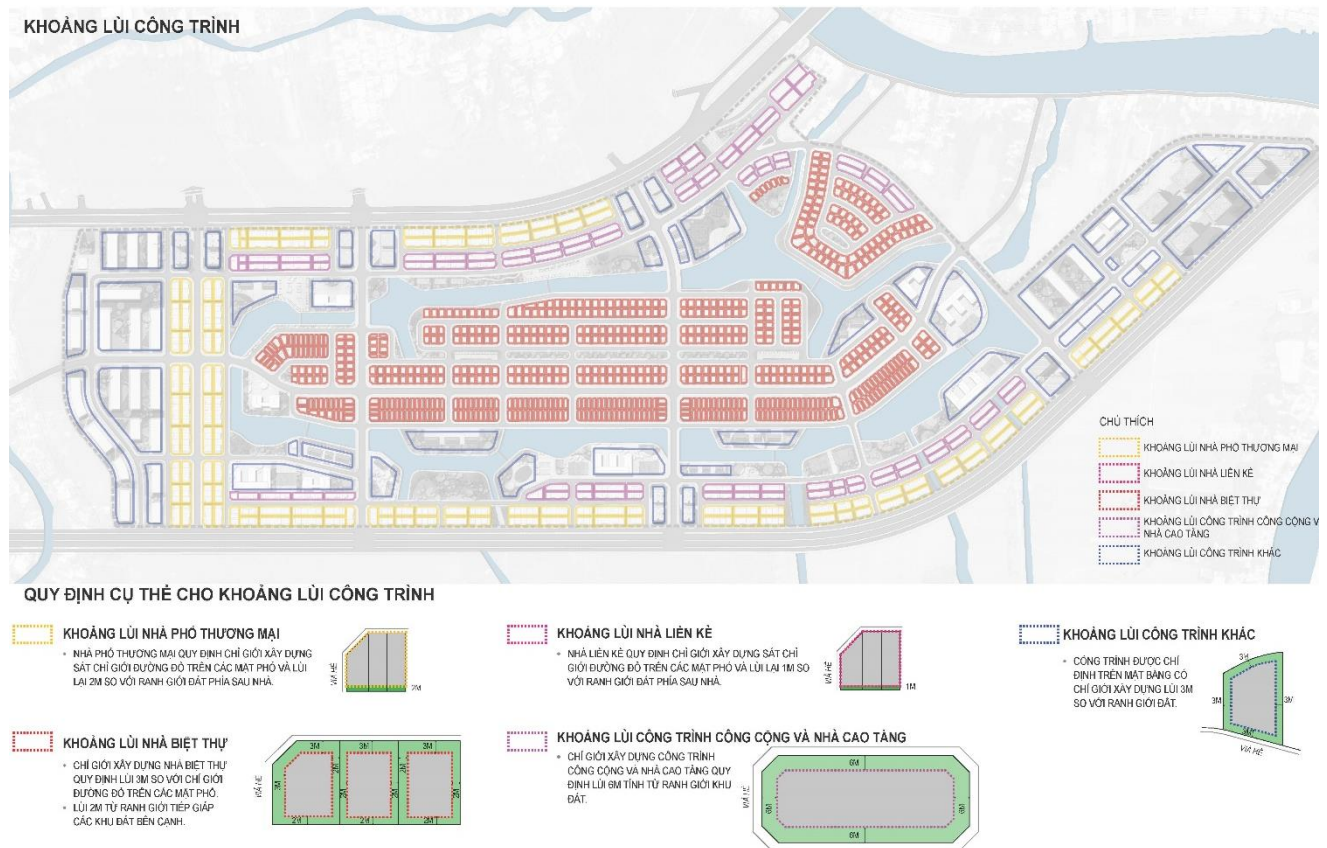 KHOẢNG LÙI CÔNG TRÌNH
CHÚ THÍCH
KHOẢNG LÙI NHÀ PHỐ THƯƠNG MẠI
KHOẢNG LÙI NHÀ LIÊN KẾ
KHOẢNG LÙI NHÀ BIỆT THỰ
KHOẢNG LÙI CÔNG TRÌNH CÔNG CỘNG V
NHÀ CAO TẦNG
KHOẢNG LÙI CÔNG TRÌNH KHÁC
QUY ĐỊNH CỤ THỂ CHO KHOẢNG LÙI CÔNG TRÌNH
KHOẢNG LÙI NHÀ PHỐ THƯƠNG MẠI
• NHÀ PHỐ THƯƠNG MẠI QUY ĐỊNH CHỈ GIỚI XÂY DỰNG
SÁT CHỈ GIỚI ĐƯỜNG ĐỎ TRÊN CÁC MẶT PHỐ VÀ LÙI
LẠI 2M SO VỚI RANH GIỚI ĐẤT PHÍA SAU NHÀ.
VỈA HÈ
2M
KHOẢNG LÙI NHÀ LIÊN KẾ
• NHÀ LIÊN KẾ QUY ĐỊNH CHỈ GIỚI XÂY DỰNG SÁT CHỈ
GIỚI ĐƯỜNG ĐỎ TRÊN CÁC MẶT PHỐ VÀ LÙI LẠI 1M SO
VỚI RANH GIỚI ĐẤT PHÍA SAU NHÀ.
VỈA HÈ
1M
KHOẢNG LÙI CÔNG TRÌNH KHÁC
• CÔNG TRÌNH ĐƯỢC CHỈ
ĐỊNH TRÊN MẶT BẰNG CÓ
CHỈ GIỚI XÂY DỰNG LÙI 3M
SO VỚI RANH GIỚI ĐẤT.
3M
3M
3M
VỈA HÈ
KHOẢNG LÙI NHÀ BIỆT THỰ
• CHỈ GIỚI XÂY DỰNG NHÀ BIỆT THỰ
QUY ĐỊNH LÙI 3M SO VỚI CHỈ GIỚI
ĐƯỜNG ĐỎ TRÊN CÁC MẶT PHỐ.
• LÙI 2M TỪ RANH GIỚI TIẾP GIÁP
CÁC KHU ĐẤT BÊN CẠNH.
VỈA HÈ
3M 3M 3M
3M 2M 2M 2M 2M 2M
2M 2M 2M
KHOẢNG LÙI CÔNG TRÌNH CÔNG CỘNG VÀ NHÀ CAO TẦNG
• CHỈ GIỚI XÂY DỰNG CÔNG TRÌNH
CÔNG CỘNG VÀ NHÀ CAO TẦNG QUY
ĐỊNH LÙI 6M TÍNH TỪ RANH GIỚI KHU
ĐẤT.
VỈA HÈ
6M
6M 6M
6M